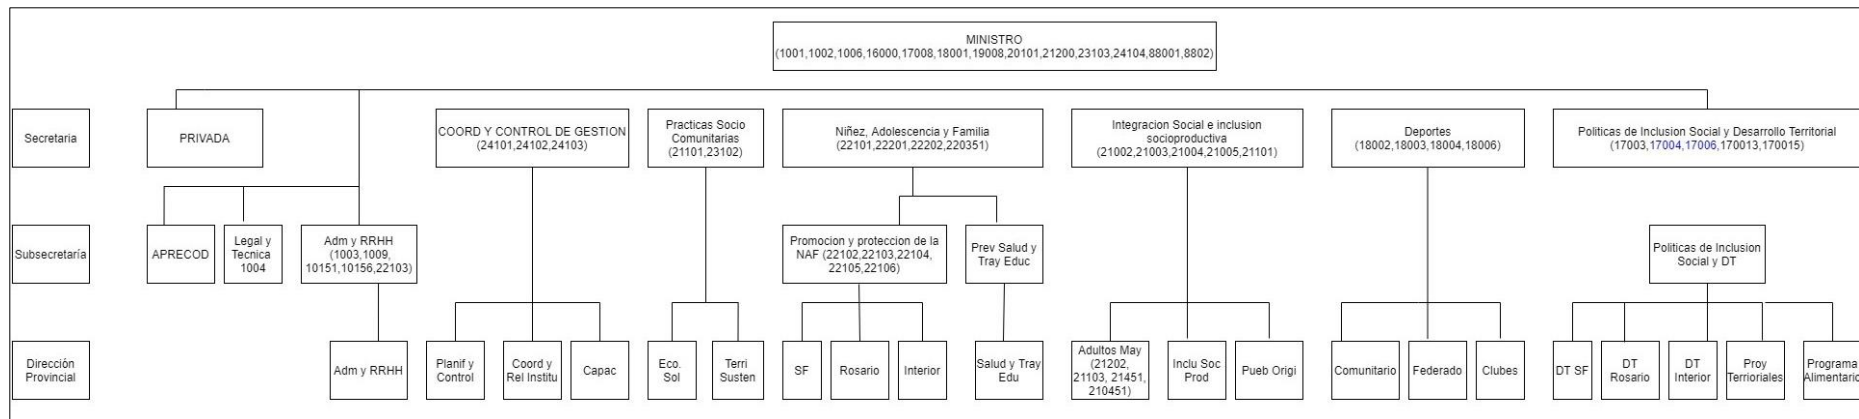 MINISTRO
(1001,1002,1006,16000,17008,18001,19008,20101,21200,23103,24104,88001,8802)
Secretaria
PRIVADA
COORD Y CONTROL DE GESTION
(24101,24102,24103)
Practicas Socio
Comunitarias
(21101,23102)
Niñez, Adolescencia y Familia
(22101,22201,22202,220351)
Integracion Social e inclusion
socioproductiva
(21002,21003,21004,21005,21101)
Deportes
(18002,18003,18004,18006)
Politicas de Inclusion Social y Desarrollo Territorial
(17003,17004,17006,170013,170015)
Subsecretaría
APRECOD
Legal y
Tecnica
1004
Adm y RRHH
(1003,1009,
10151,10156,22103)
Promocion y proteccion de la
NAF (22102,22103,22104,
22105,22106)
Prev Salud y
Tray Educ
Politicas de Inclusion
Social y DT
Dirección
Provincial
Adm y RRHH
Planif y
Control
Coord y
Rel Institu
Capac
Eco.
Sol
Terri
Susten
SF
Rosario
Interior
Salud y Tray
Edu
Adultos May
(21202,
21103, 21451,
210451)
Inclu Soc
Prod
Pueb Origi
Comunitario
Federado
Clubes
DT SF
DT
Rosario
DT
Interior
Proy
Terrioriales
Programa
Alimentario